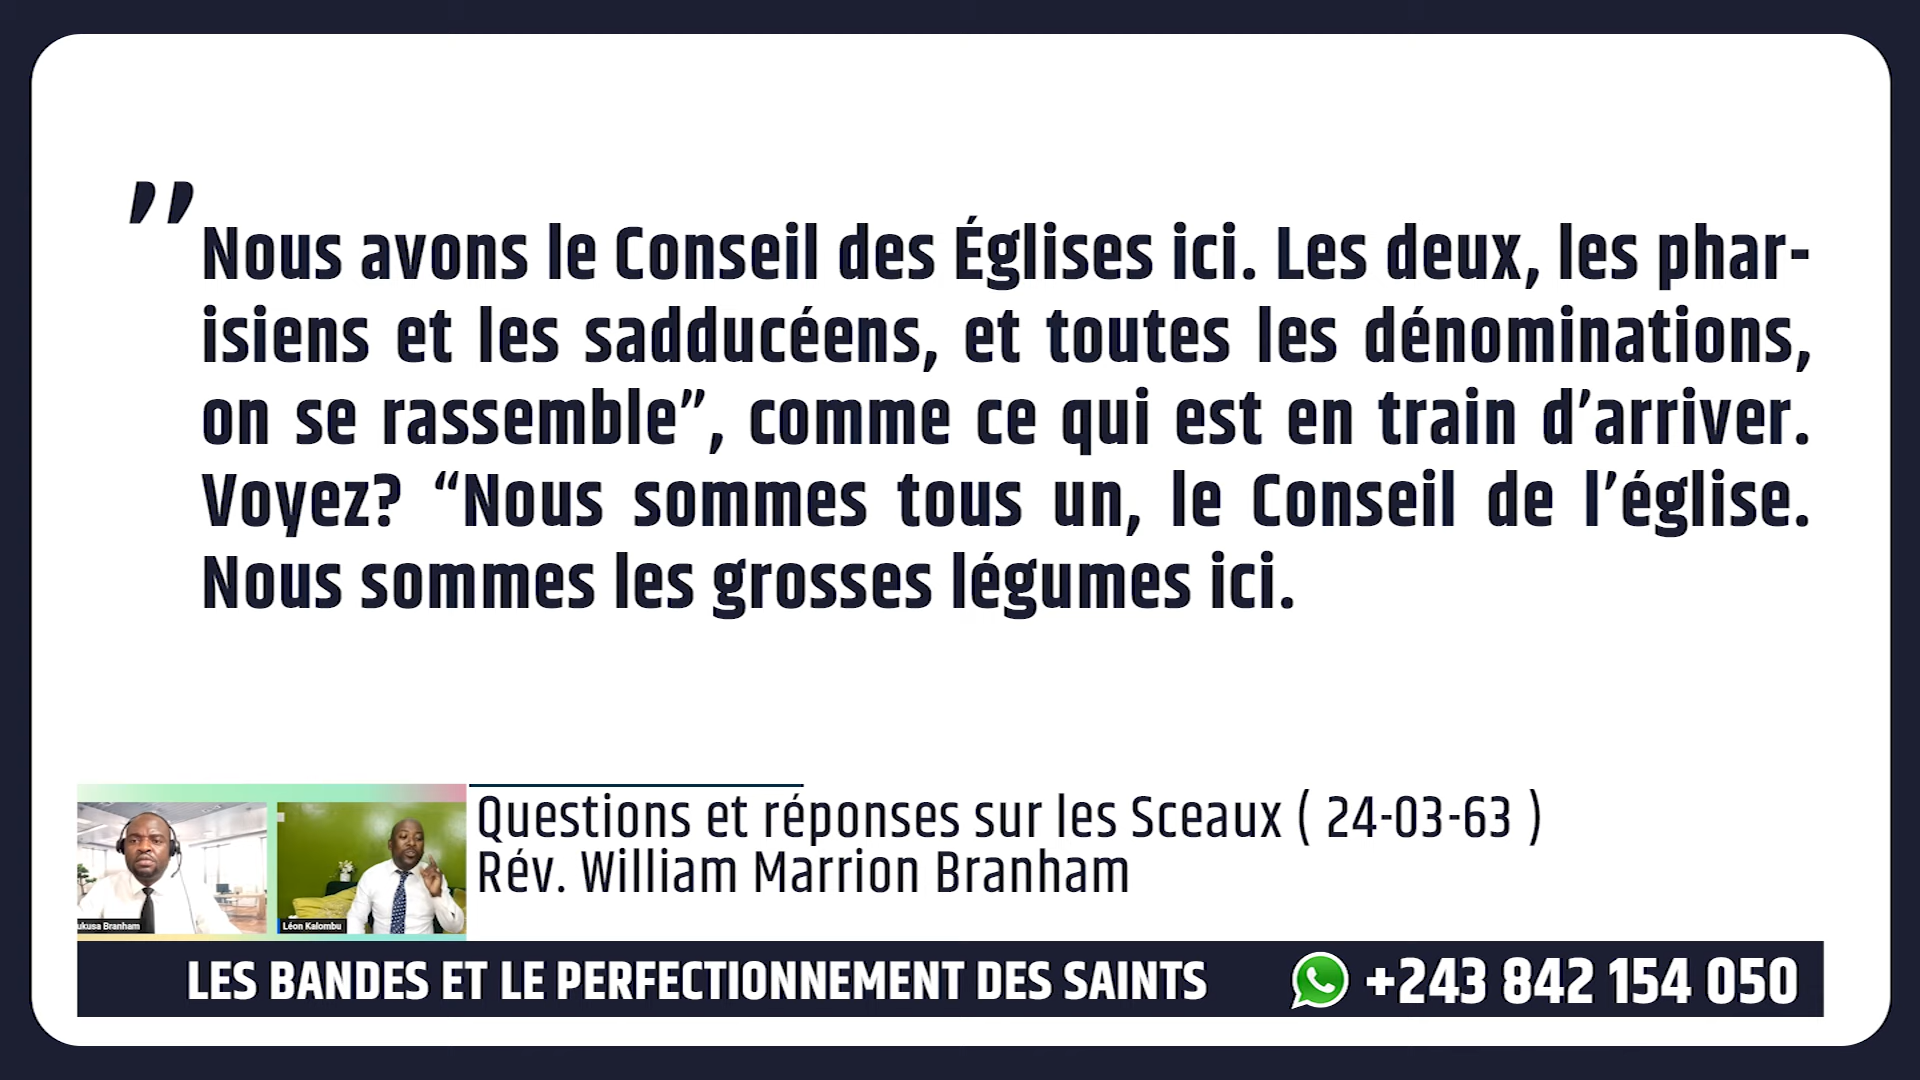 ”
Nous avons le Conseil des Églises ici. Les deux, les phar-
isiens et les sadducéens, et toutes les dénominations,
on se rassemble”, comme ce qui est en train d’arriver.
Voyez? “Nous sommes tous un, le Conseil de l’église.
Nous sommes les grosses légumes ici.
Questions et réponses sur les Sceaux ( 24-03-63 )
Rév. William Marrion Branham
ukusa Branham
Léon Kalombu
LES BANDES ET LE PERFECTIONNEMENT DES SAINTS
+243 842 154 050